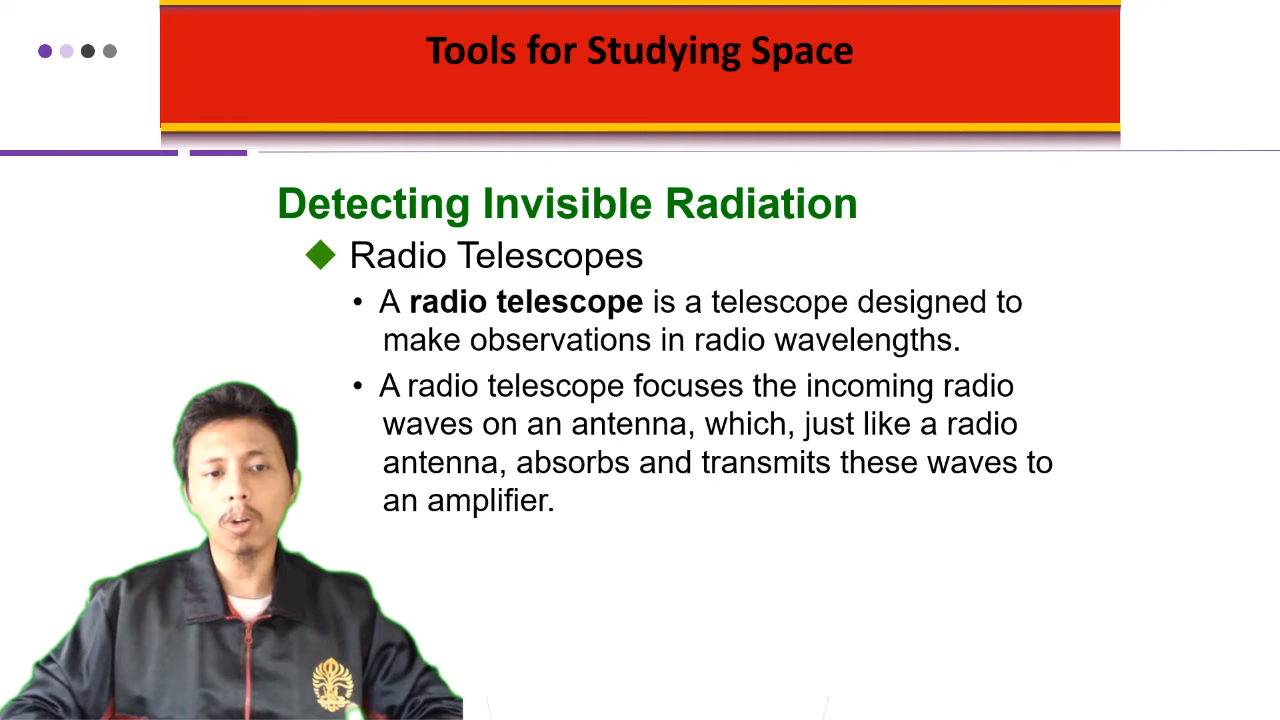 Tools for Studying Space
Detecting Invisible Radiation
Radio Telescopes
• A radio telescope is a telescope designed to
make observations in radio wavelengths.
• A radio telescope focuses the incoming radio
waves on an antenna, which, just like a radio
antenna, absorbs and transmits these waves to
an amplifier.